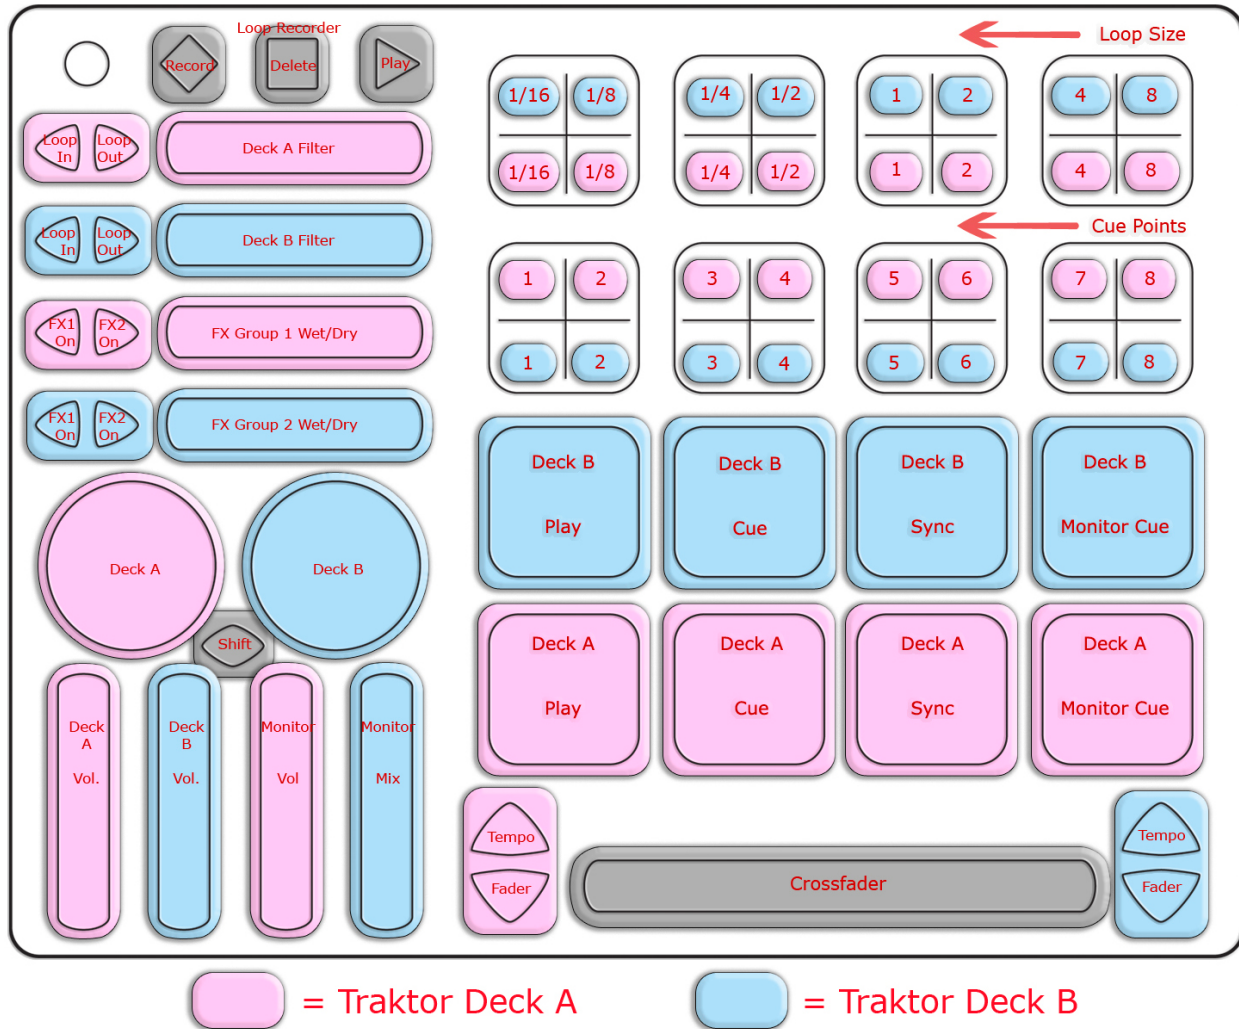 Loop Recorder
Record
Delete
Play
Loop Size
1/16 1/8 1/4 1/2 1 2 4 8
1/16 1/8 1/4 1/2 1 2 4 8
Loop In
Loop Out
Deck A Filter
Cue Points
Loop In
Loop Out
Deck B Filter
1 2 3 4 5 6 7 8
1 2 3 4 5 6 7 8
FX1 On
FX2 On
FX Group 1 Wet/Dry
FX1 On
FX2 On
FX Group 2 Wet/Dry
Deck B
Play
Deck B
Cue
Deck B
Sync
Deck B
Monitor Cue
Deck A
Deck B
Shift
Deck A
Play
Deck A
Cue
Deck A
Sync
Deck A
Monitor Cue
Deck
A
Vol.
Deck
B
Vol.
Monitor
Vol
Monitor
Mix
Tempo
Fader
Crossfader
Tempo
Fader
= Traktor Deck A
= Traktor Deck B